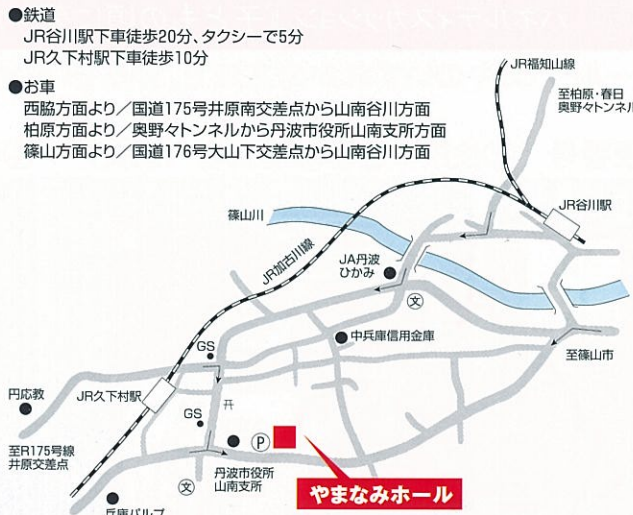 ●鉄道
JR谷川駅下車徒歩20分、タクシーで5分
JR久下村駅下車徒歩10分
●お車
西脇方面より／国道175号井原南交差点から山南谷川方面
柏原方面より／奥野々トンネルから丹波市役所山南支所方面
篠山方面より／国道176号大山下交差点から山南谷川方面
JR福知山線
至柏原・春日
奥野々トンネル
JR谷川駅
篠山川
JR加古川線
JA丹波
ひかみ
文
中兵庫信用金庫
GS
至篠山市
円応教
JR久下村駅
GS
P
至R175号線
井原交差点
丹波市役所
山南支所
文
やまなみホール
兵庫パルプ